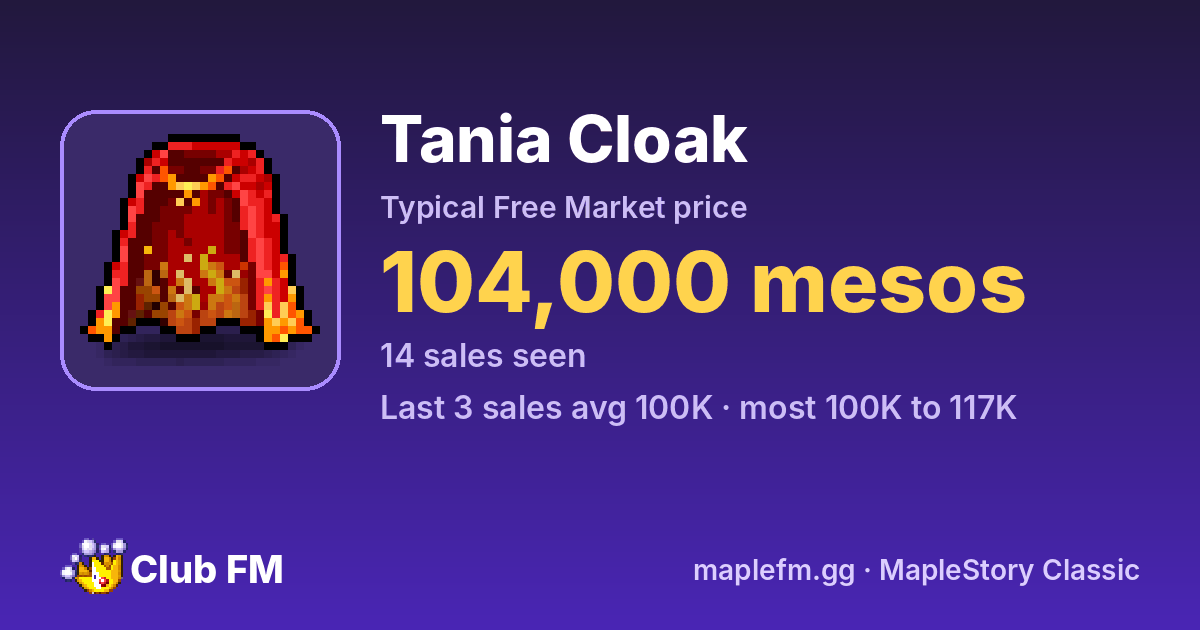 Tania Cloak
Typical Free Market price
104,000 mesos
14 sales seen
Last 3 sales avg 100K · most 100K to 117K
Club FM
maplefm.gg · MapleStory Classic